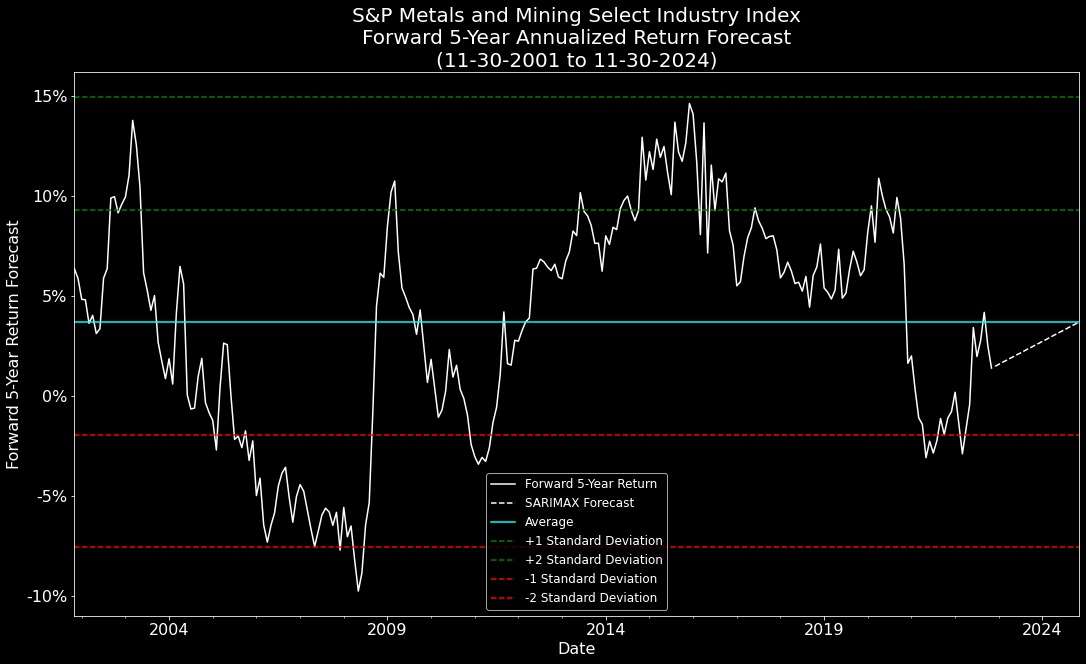 S&P Metals and Mining Select Industry Index
Forward 5-Year Annualized Return Forecast
(11-30-2001 to 11-30-2024)
Forward 5-Year Return Forecast
15%
10%
5%
0%
-5%
-10%
Forward 5-Year Return
SARIMAX Forecast
Average
+1 Standard Deviation
+2 Standard Deviation
-1 Standard Deviation
-2 Standard Deviation
2004
2009
2014
2019
2024
Date